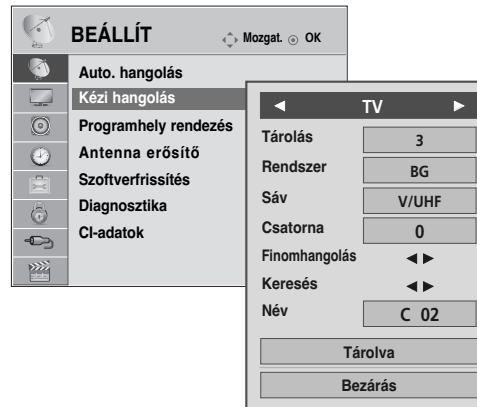 BEÁLLÍT
Mozgat. OK
Auto. hangolás
Kézi hangolás
Programhely rendezés
Antenna erősítő
Szoftverfrissítés
Diagnosztika
CI-adatok
◄ TV ►
Tárolás 3
Rendszer BG
Sáv V/UHF
Csatorna 0
Finomhangolás ◄►
Keresés ◄►
Név C 02
Tárolva
Bezárás